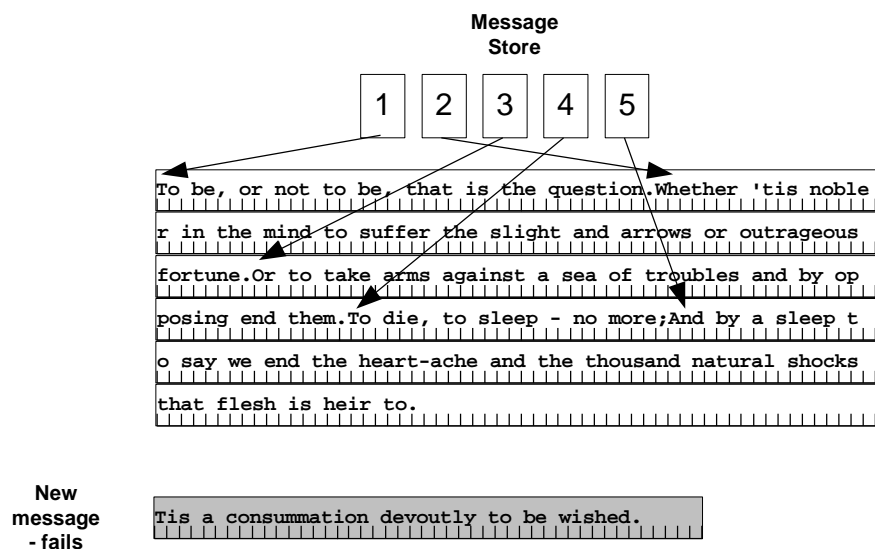 Message
Store
1 2 3 4 5
To be, or not to be, that is the question.Whether 'tis noble
r in the mind to suffer the slight and arrows or outrageous
fortune.Or to take arms against a sea of troubles and by op
posing end them.To die, to sleep - no more;And by a sleep t
o say we end the heart-ache and the thousand natural shocks
that flesh is heir to.
New
message
- fails
Tis a consummation devoutly to be wished.